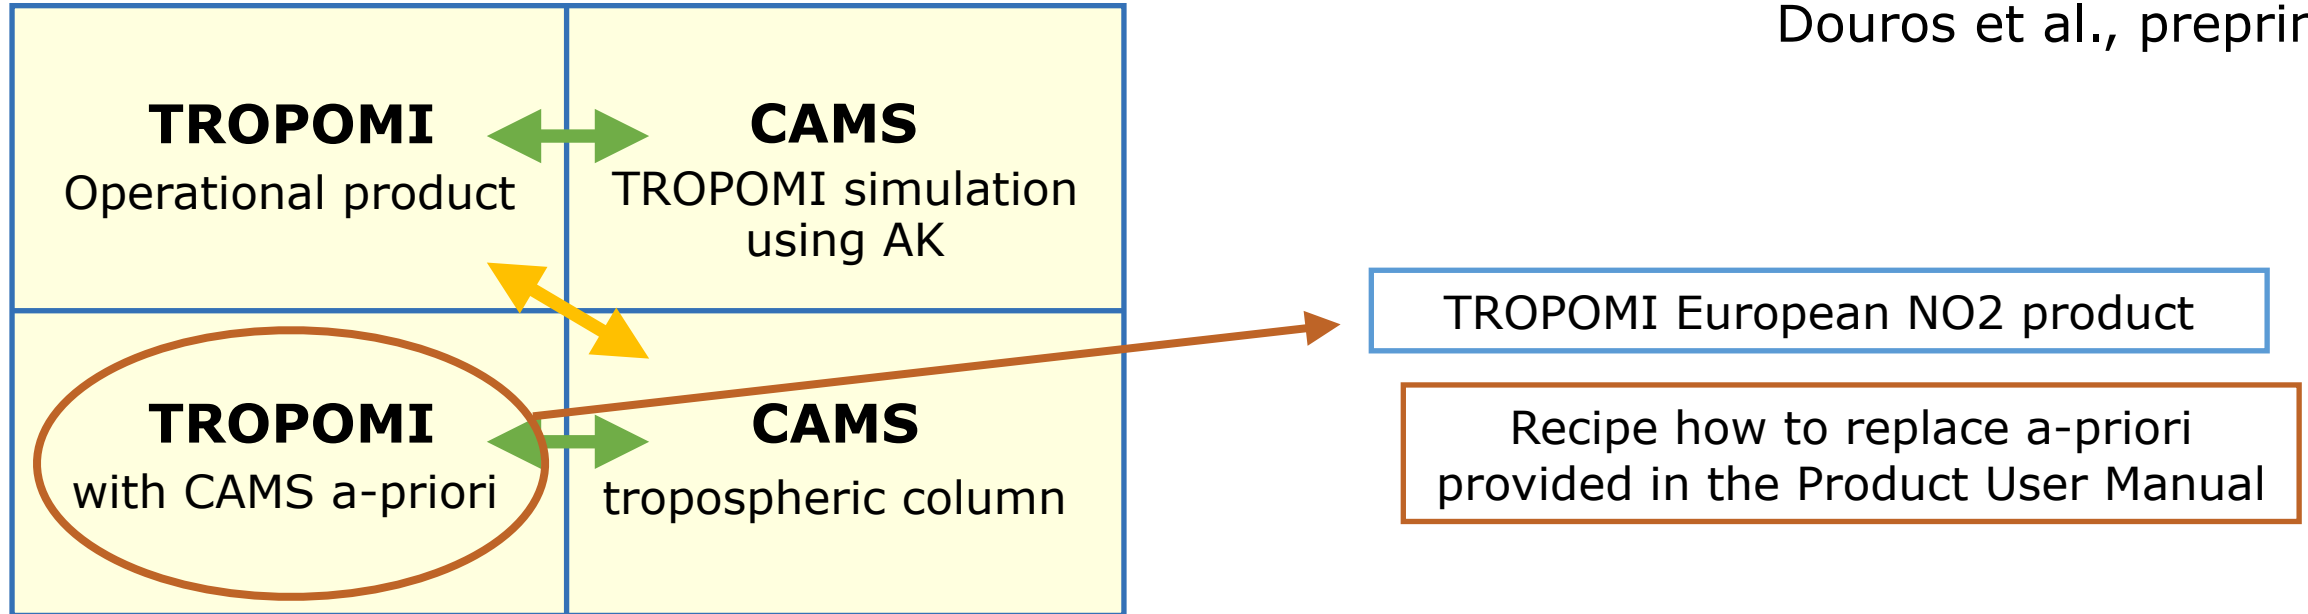 Douros et al.,
TROPOMI
Operational product
CAMS
TROPOMI simulation
using AK
TROPOMI
with CAMS a-priori
CAMS
tropospheric column
TROPOMI European NO2 product
Recipe how to replace a-priori
provided in the Product User Manual